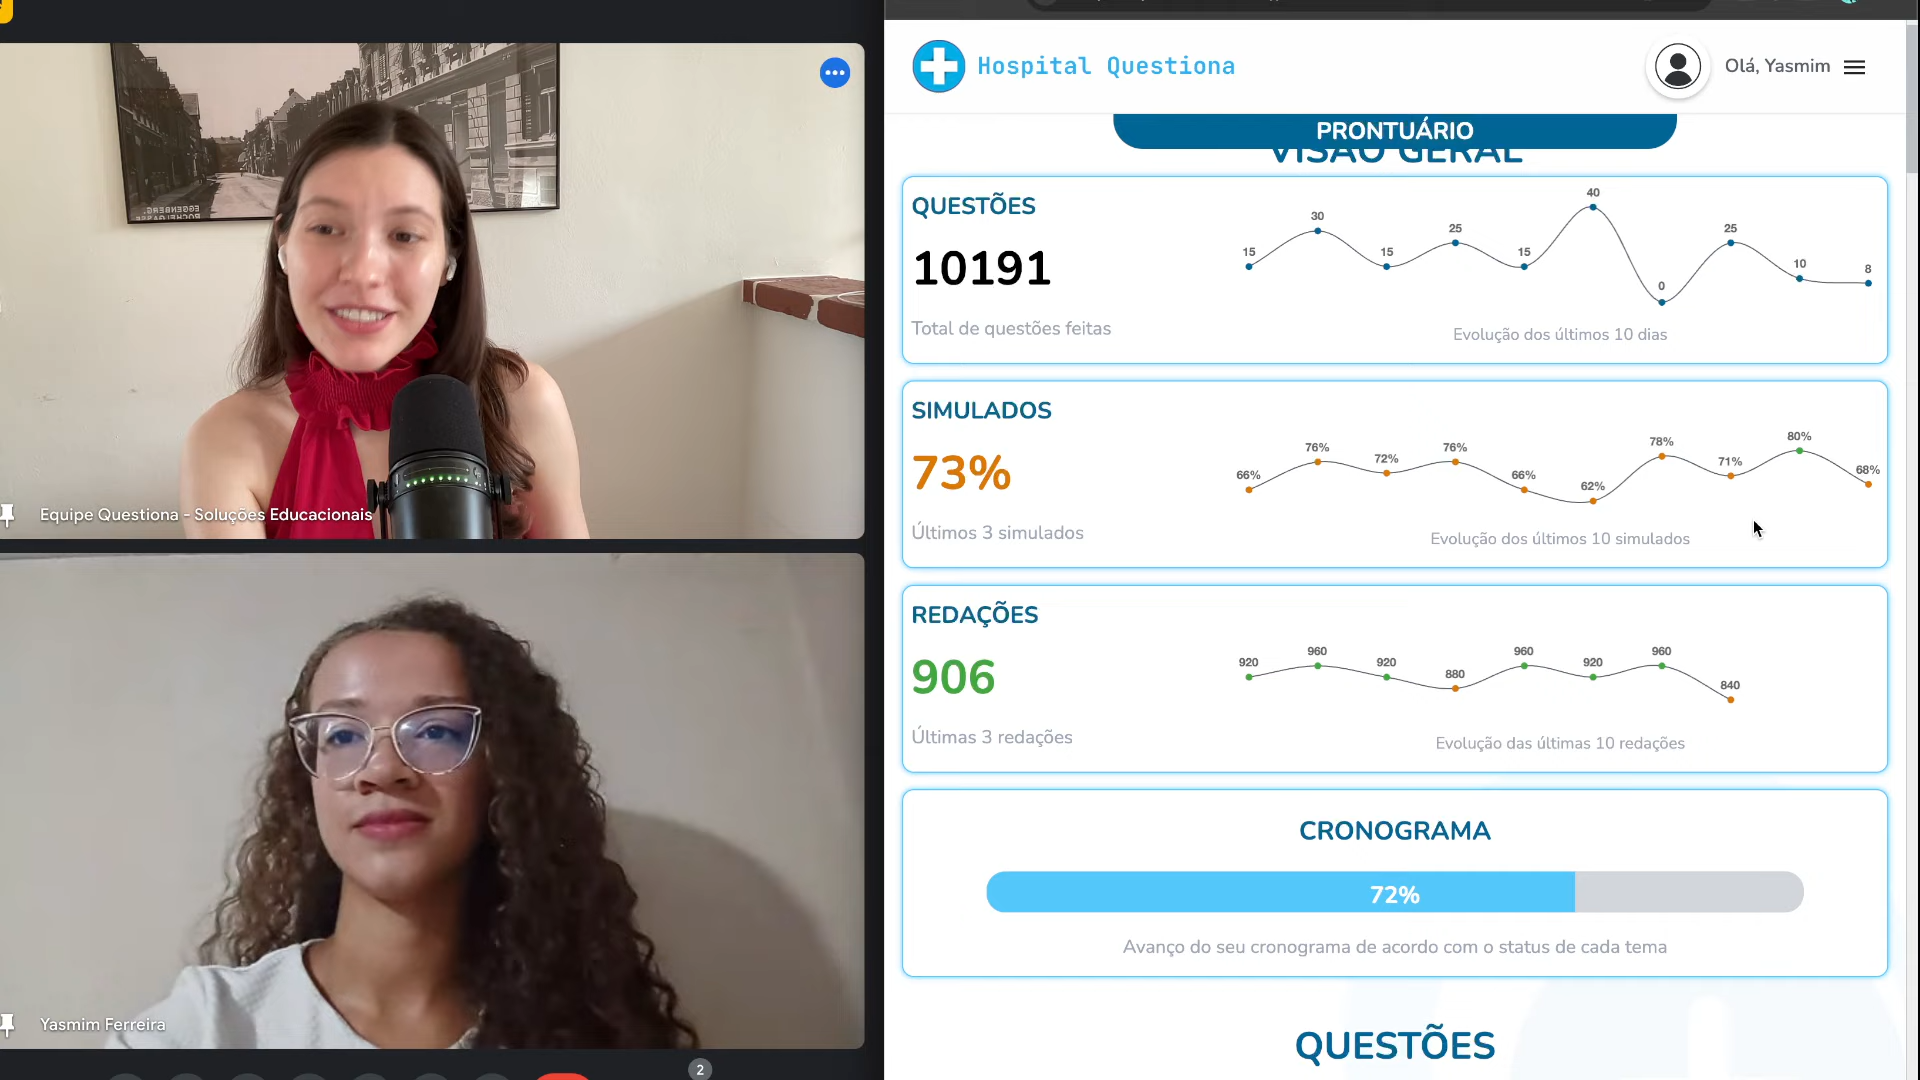 Equipe Questiona - Soluções Educacionais
Yasmim Ferreira
2
Hospital Questiona
Olá, Yasmim
PRONTUÁRIO
VISÃO GERAL
QUESTÕES
10191
Total de questões feitas
15 30 15 25 15 40 0 25 10 8
Evolução dos últimos 10 dias
SIMULADOS
73%
Últimos 3 simulados
66% 76% 72% 76% 66% 62% 78% 71% 80% 68%
Evolução dos últimos 10 simulados
REDAÇÕES
906
Últimas 3 redações
920 960 920 880 960 920 960 840
Evolução das últimas 10 redações
CRONOGRAMA
72%
Avanço do seu cronograma de acordo com o status de cada tema
QUESTÕES